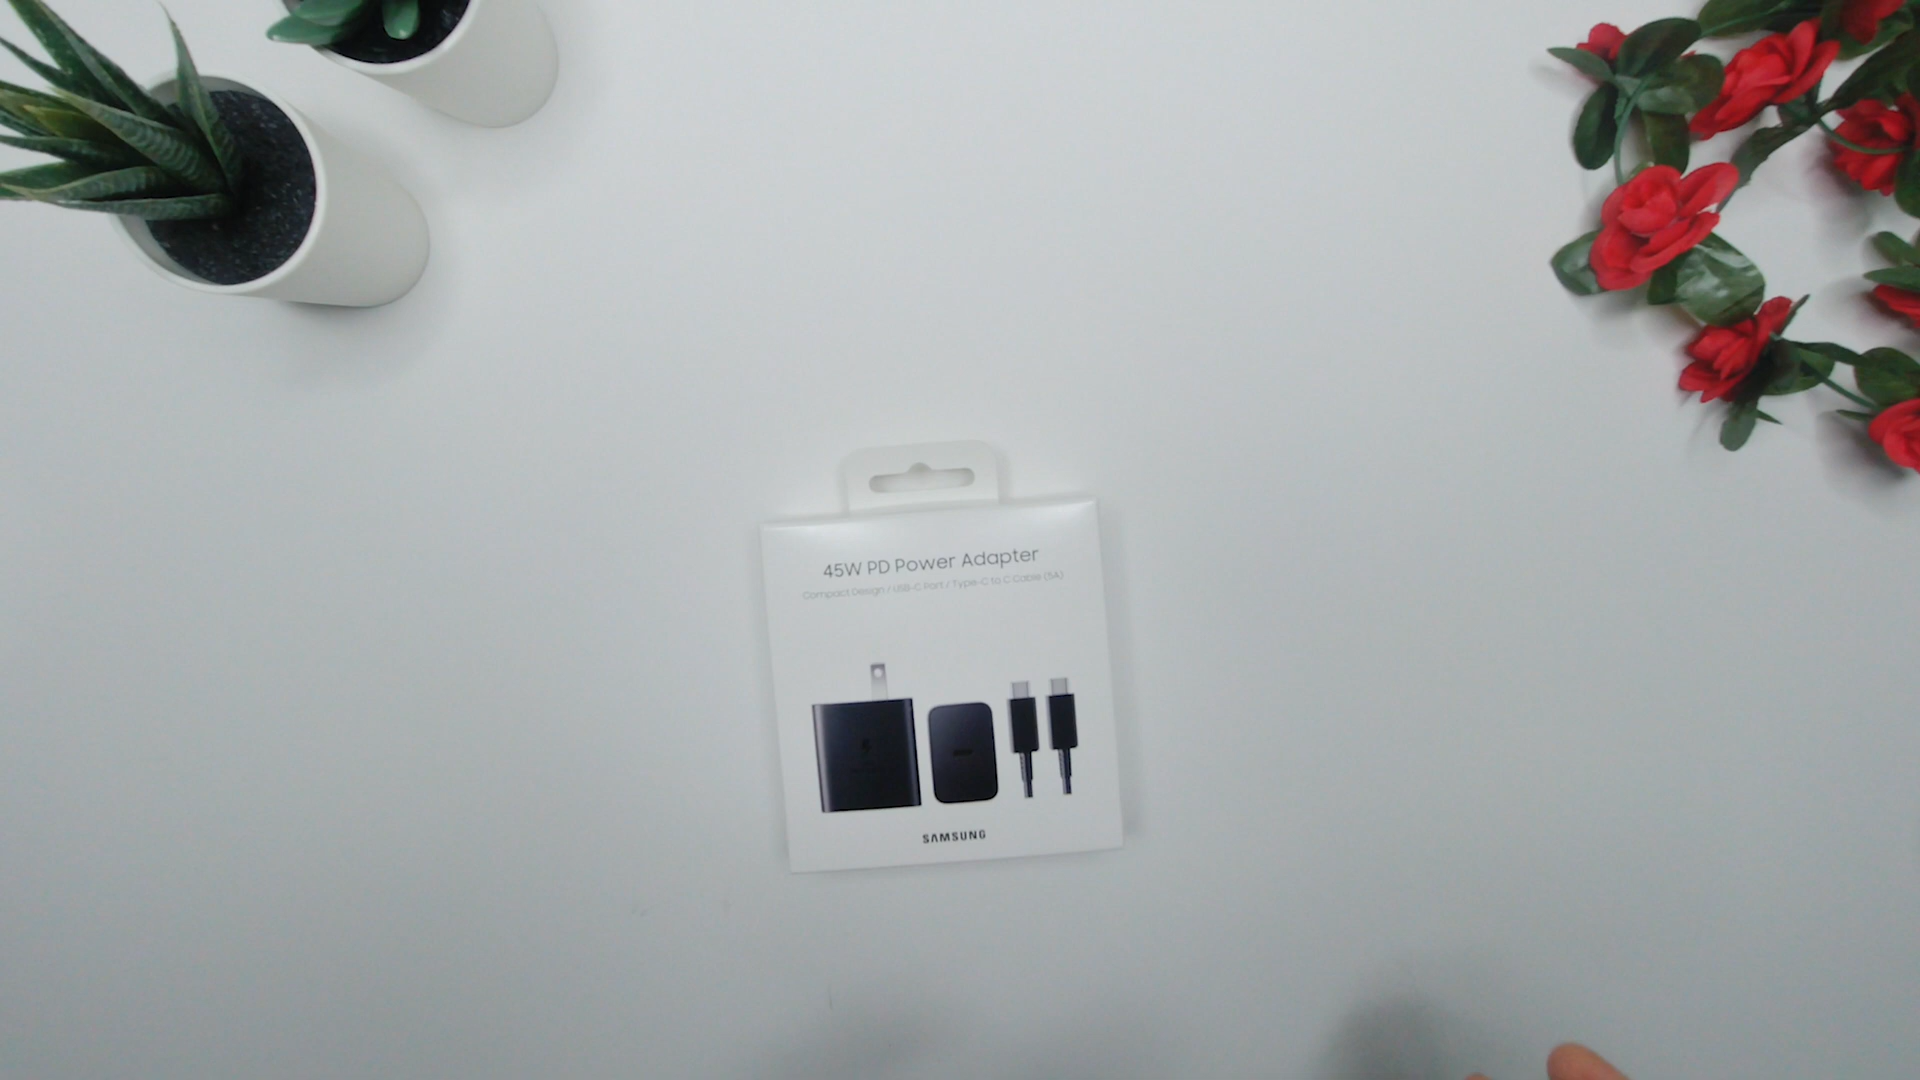 45W PD Power Adapter
Compact Design / USB-C Port / Type-C to C Cable (5A)
SAMSUNG